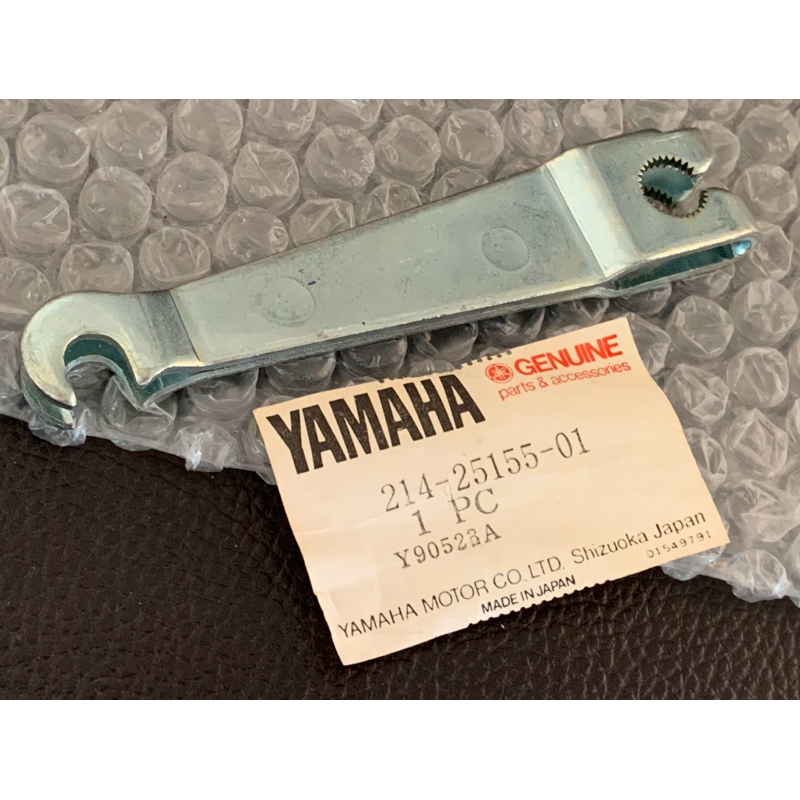 GENUINE
parts & accessories
YAMAHA
214-25155-01
1 PC
Y90523A
YAMAHA MOTOR CO.LTD. Shizuoka Japan
01549791
MADE IN JAPAN